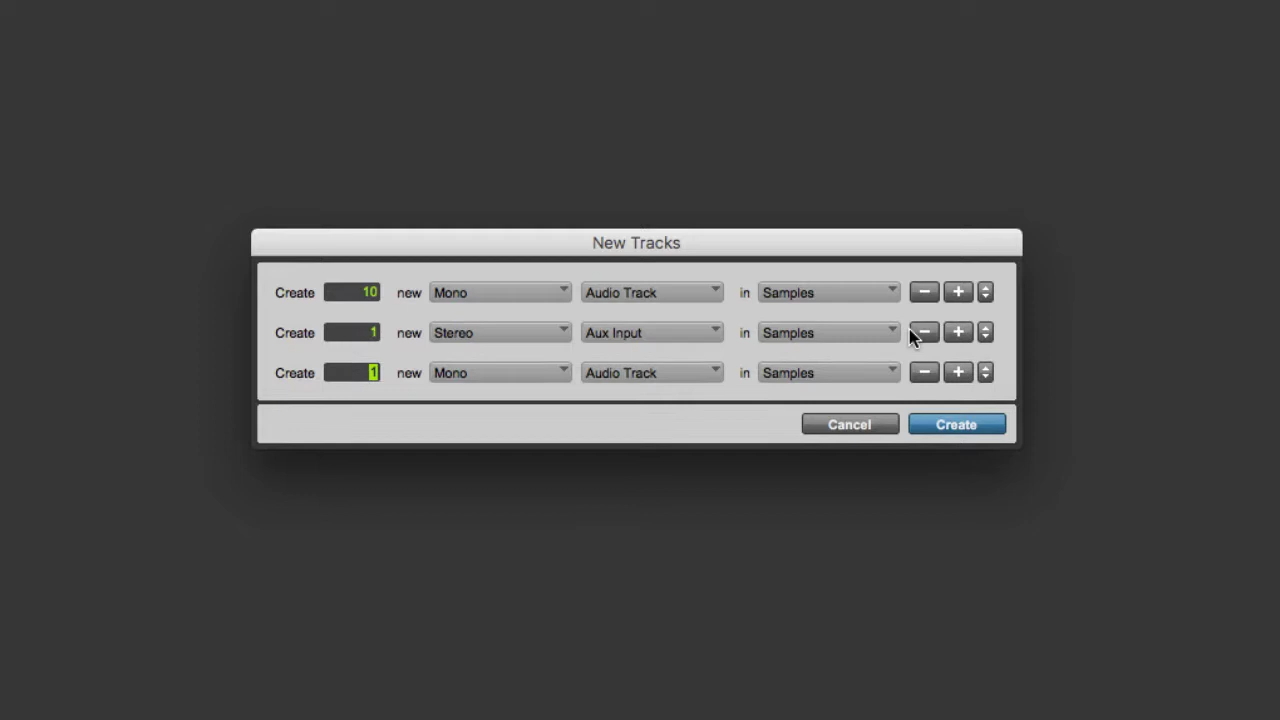 New Tracks
Create 10 new Mono Audio Track in Samples − +
Create 1 new Stereo Aux Input in Samples − +
Create 1 new Mono Audio Track in Samples − +
Cancel Create